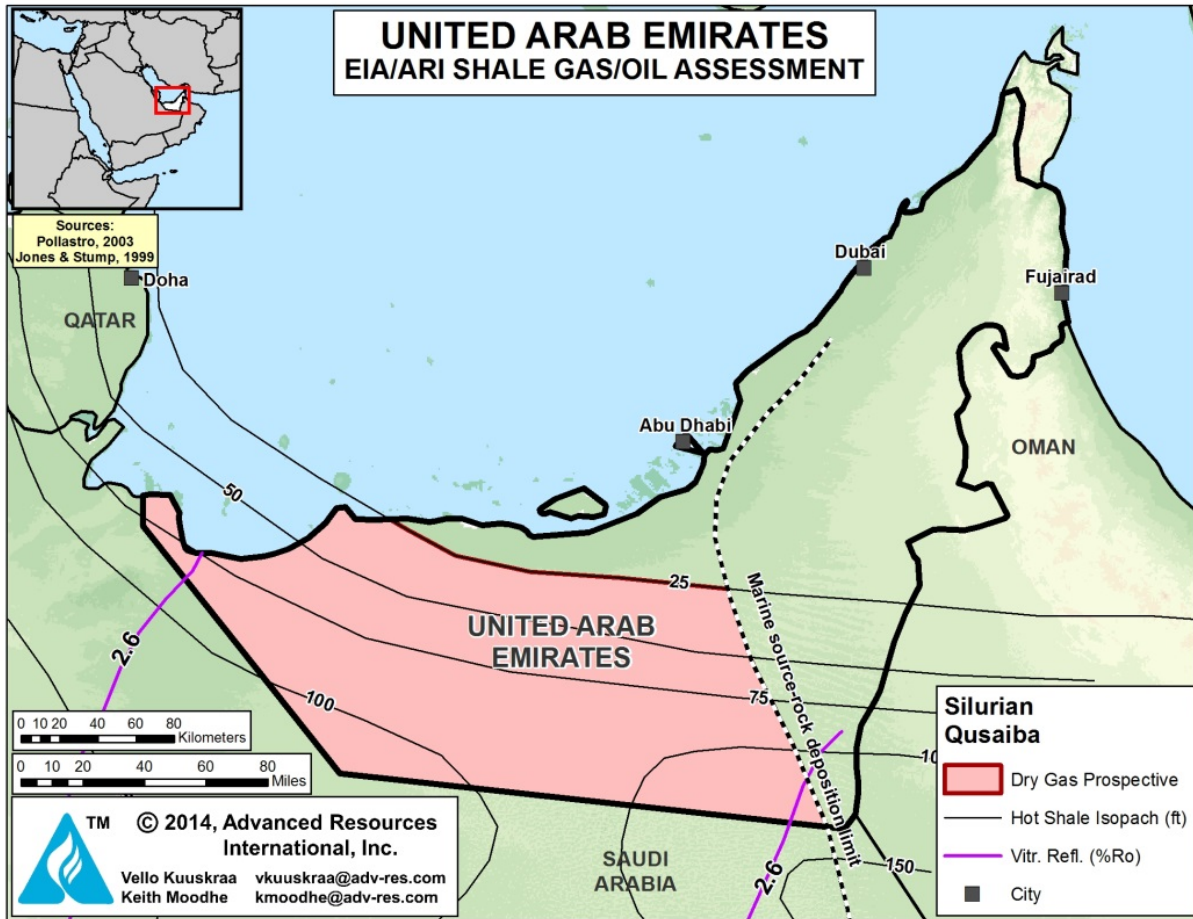 UNITED ARAB EMIRATES
EIA/ARI SHALE GAS/OIL ASSESSMENT
Sources:
Pollastro, 2003
Jones & Stump, 1999
Doha
QATAR
Dubai
Fujairad
Abu Dhabi
OMAN
50
25
UNITED ARAB
EMIRATES
Marine source-rock deposition limit
2.6
100
75
10
150
2.6
SAUDI
ARABIA
0 10 20 40 60 80
Kilometers
0 20 40 60 80
Miles
TM
© 2014, Advanced Resources
International, Inc.
Vello Kuuskraa vkuuskraa@adv-res.com
Keith Moodhe kmoodhe@adv-res.com
Silurian
Qusaiba
Dry Gas Prospective
Hot Shale Isopach (ft)
Vitr. Refl. (%Ro)
City